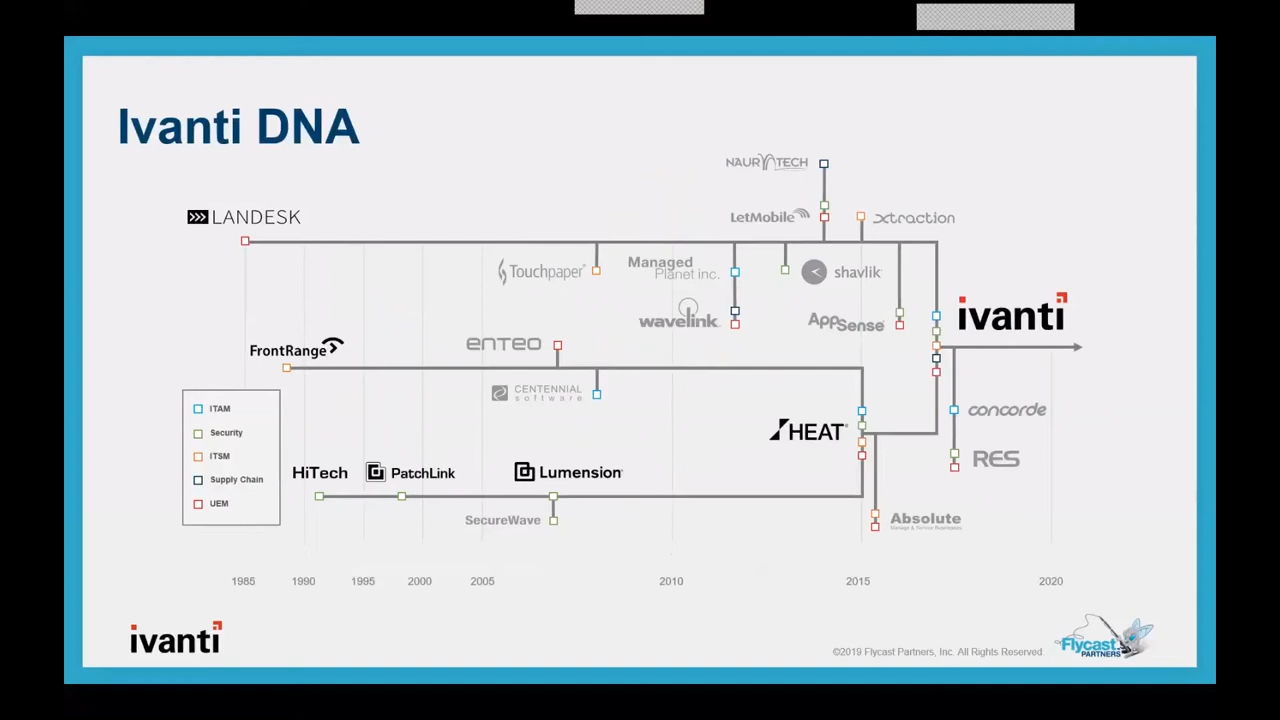 Ivanti DNA
NAURTECH
LANDESK
LetMobile
xtraction
Touchpaper®
Managed
Planet inc.
shavlik
wavelink
AppSense
ivanti
FrontRange
enteo
CENTENNIAL
software
ITAM
Security
ITSM
Supply Chain
UEM
concorde
HEAT
RES
HiTech
PatchLink
Lumension
SecureWave
Absolute
1985
1990
1995
2000
2005
2010
2015
2020
ivanti
©2019 Flycast Partners, Inc. All Rights Reserved.
Flycast
PARTNERS